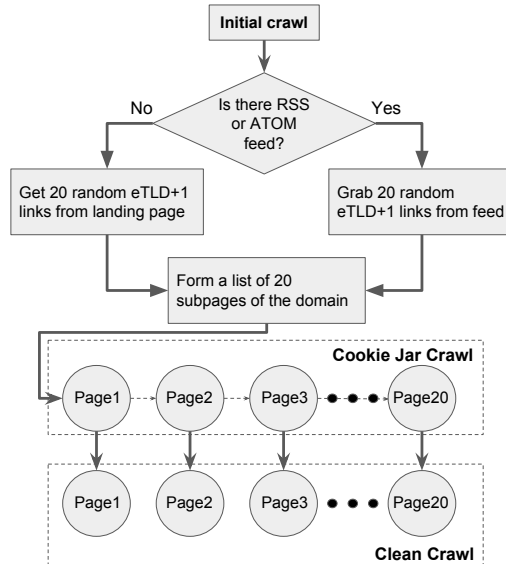 Initial crawl
Is there RSS
or ATOM
feed?
No
Yes
Get 20 random eTLD+1
links from landing page
Grab 20 random
eTLD+1 links from feed
Form a list of 20
subpages of the domain
Cookie Jar Crawl
Page1
Page2
Page3
Page20
Page1
Page2
Page3
Page20
Clean Crawl